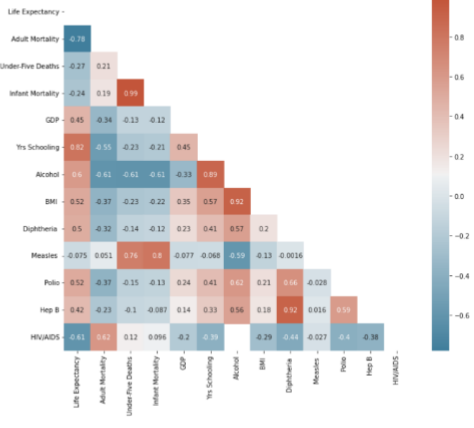 Life Expectancy
Adult Mortality -0.78
Under-Five Deaths -0.27 0.21
Infant Mortality -0.24 0.19 0.99
GDP 0.45 -0.34 -0.13 -0.12
Yrs Schooling 0.82 -0.55 -0.23 -0.21 0.45
Alcohol 0.6 -0.61 -0.61 -0.61 -0.33 0.89
BMI 0.52 -0.37 -0.23 -0.22 0.35 0.57 0.92
Diphtheria 0.5 -0.32 -0.14 -0.12 0.23 0.41 0.57 0.2
Measles -0.075 0.051 0.76 0.8 -0.077 -0.068 -0.59 -0.13 -0.0016
Polio 0.52 -0.37 -0.15 -0.13 0.24 0.41 0.62 0.21 0.66 -0.028
Hep B 0.42 -0.23 -0.1 -0.087 0.14 0.33 0.56 0.18 0.92 0.016 0.59
HIV/AIDS -0.61 0.62 0.12 0.096 -0.2 -0.39 -0.29 -0.44 -0.027 -0.4 -0.38
Life Expectancy
Adult Mortality
Under-Five Deaths
Infant Mortality
GDP
Yrs Schooling
Alcohol
BMI
Diphtheria
Measles
Polio
Hep B
HIV/AIDS
0.8
0.6
0.4
0.2
0.0
-0.2
-0.4
-0.6